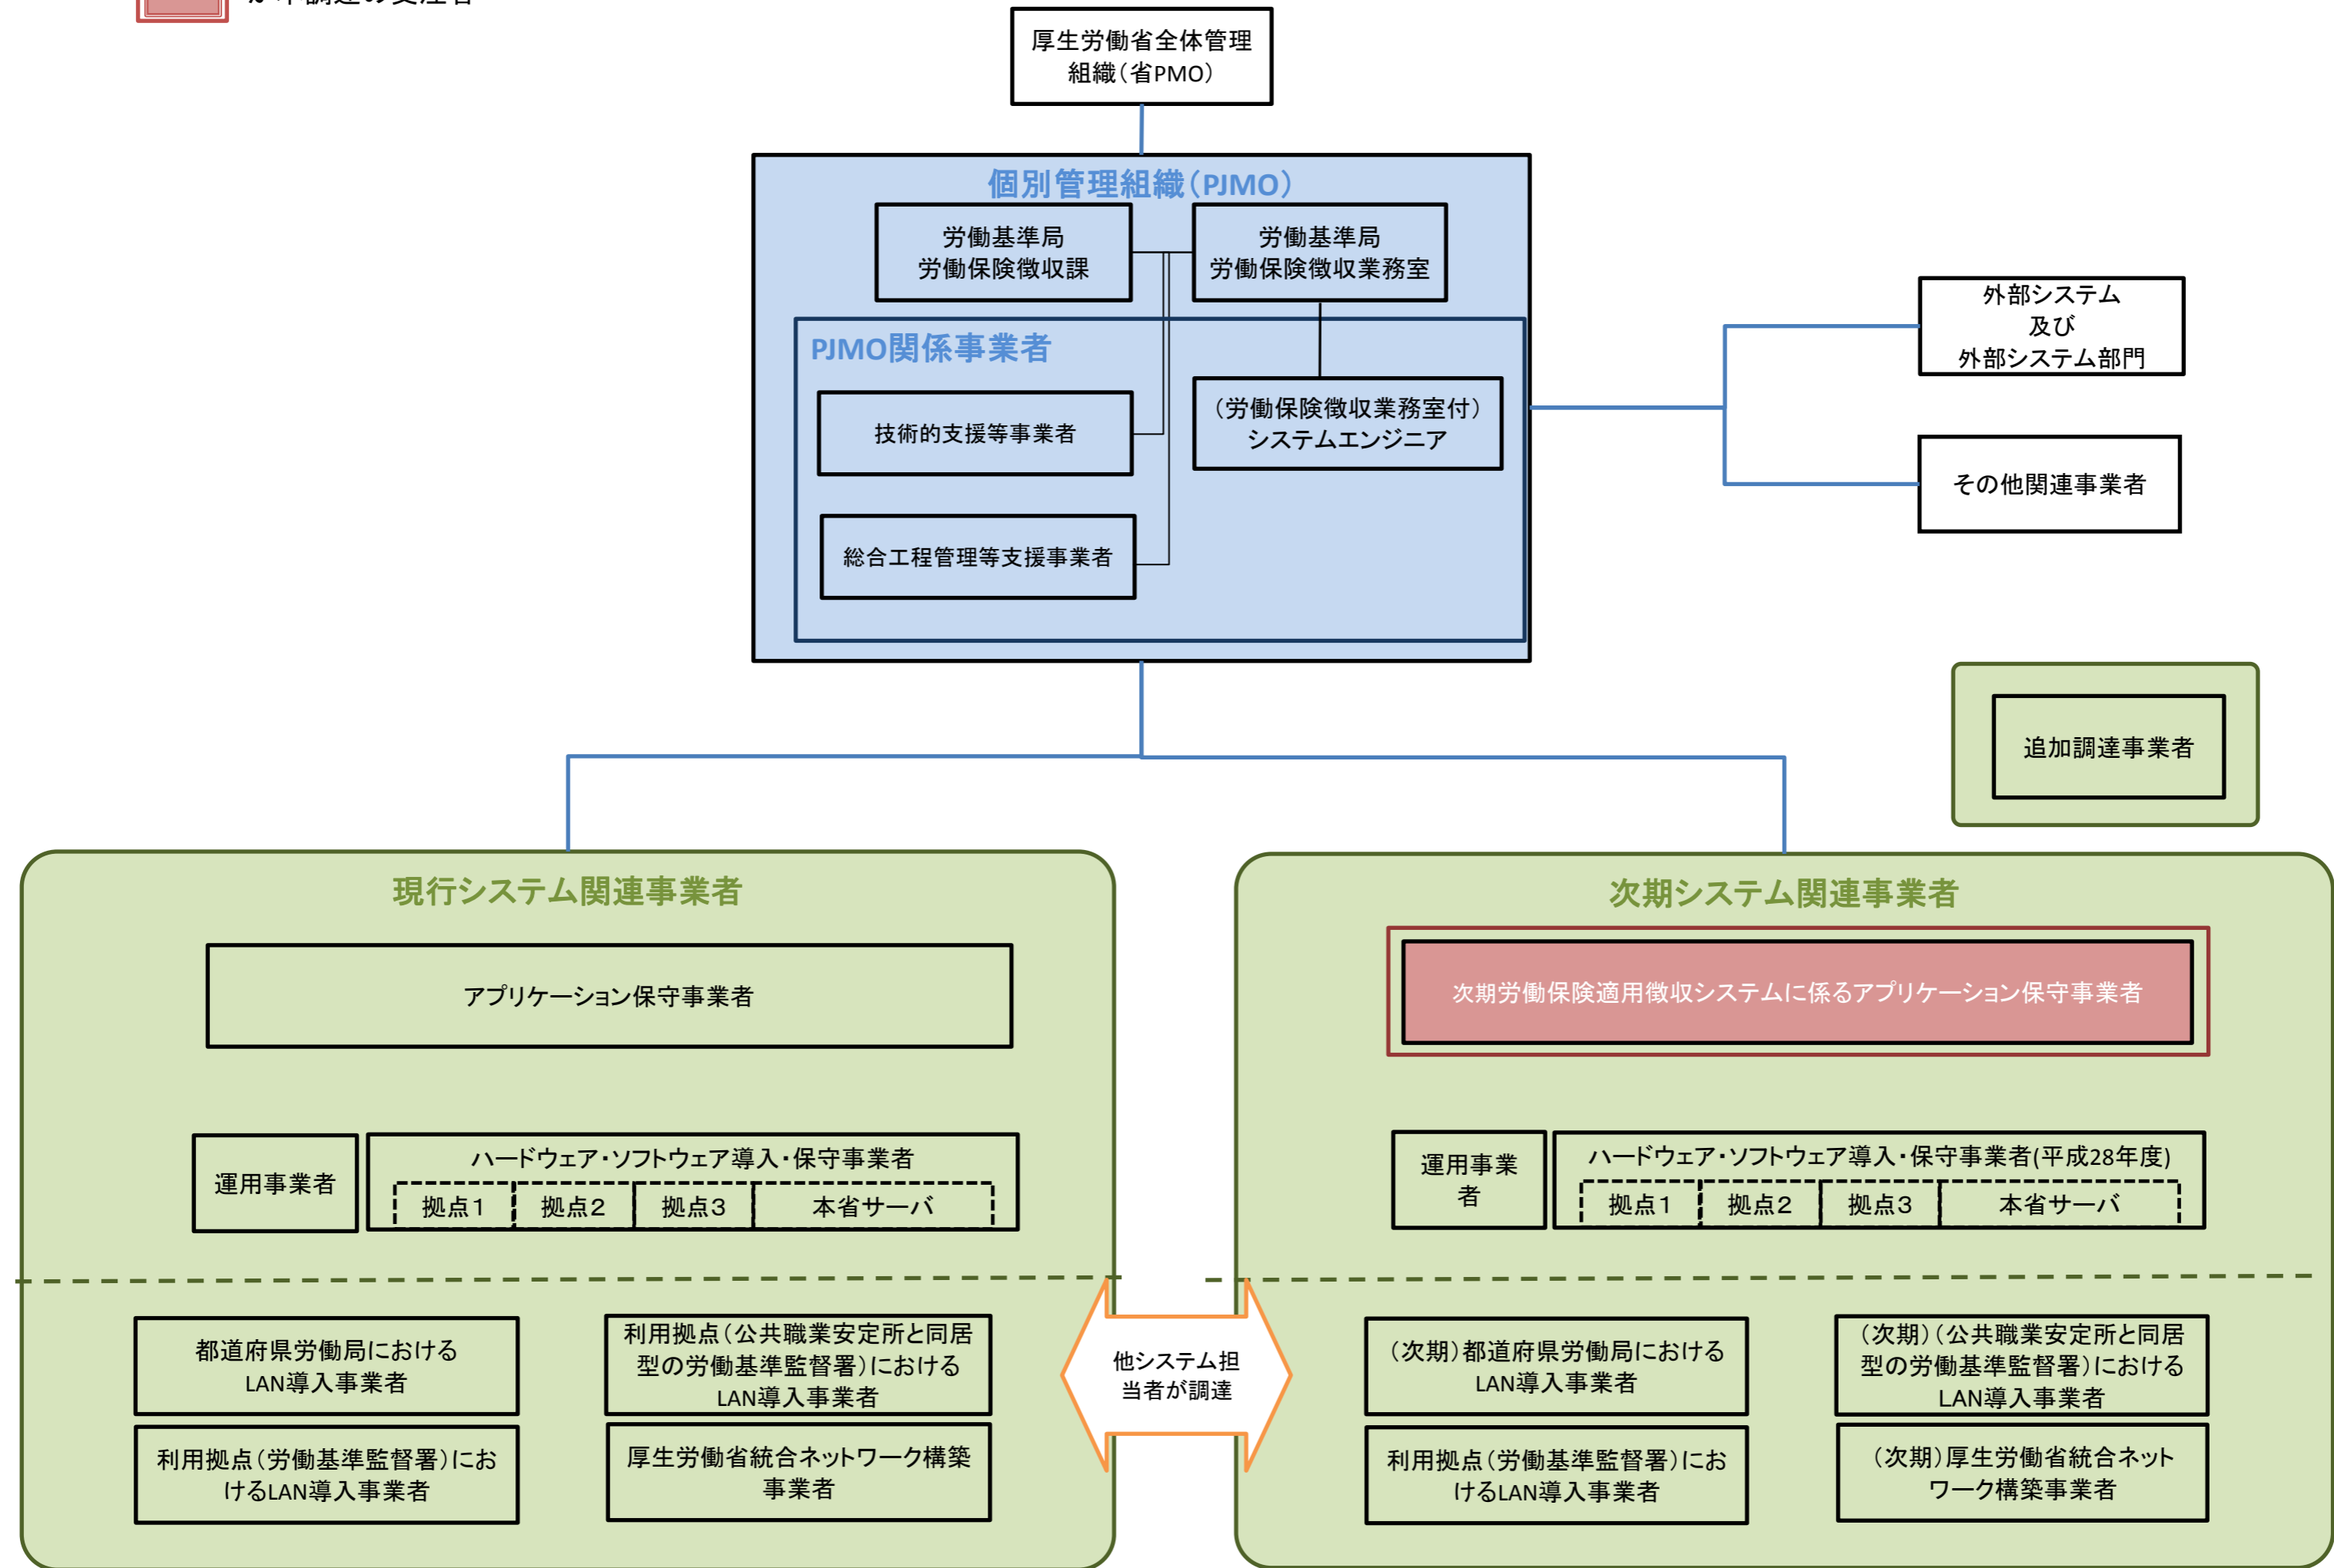 厚生労働省全体管理
組織（省PMO）
個別管理組織（PJMO）
労働基準局
労働保険徴収課
労働基準局
労働保険徴収業務室
PJMO関係事業者
技術的支援等事業者
（労働保険徴収業務室付）
システムエンジニア
総合工程管理等支援事業者
外部システム
及び
外部システム部門
その他関連事業者
追加調達事業者
現行システム関連事業者
アプリケーション保守事業者
運用事業者
ハードウェア・ソフトウェア導入・保守事業者
拠点１
拠点２
拠点３
本省サーバ
都道府県労働局における
LAN導入事業者
利用拠点（公共職業安定所と同居
型の労働基準監督署）における
LAN導入事業者
利用拠点（労働基準監督署）にお
けるLAN導入事業者
厚生労働省統合ネットワーク構築
事業者
他システム担
当者が調達
次期システム関連事業者
次期労働保険適用徴収システムに係るアプリケーション保守事業者
運用事業
者
ハードウェア・ソフトウェア導入・保守事業者(平成28年度)
拠点１
拠点２
拠点３
本省サーバ
（次期）都道府県労働局における
LAN導入事業者
（次期）（公共職業安定所と同居
型の労働基準監督署）における
LAN導入事業者
利用拠点（労働基準監督署）にお
けるLAN導入事業者
（次期）厚生労働省統合ネット
ワーク構築事業者